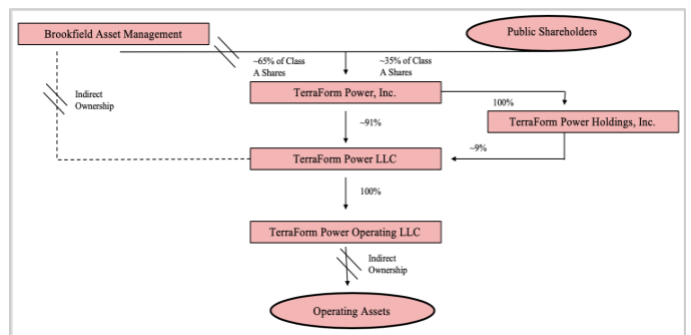 Brookfield Asset Management
Public Shareholders
~65% of Class
A Shares
~35% of Class
A Shares
Indirect
Ownership
TerraForm Power, Inc.
100%
TerraForm Power Holdings, Inc.
~91%
~9%
TerraForm Power LLC
100%
TerraForm Power Operating LLC
Indirect
Ownership
Operating Assets